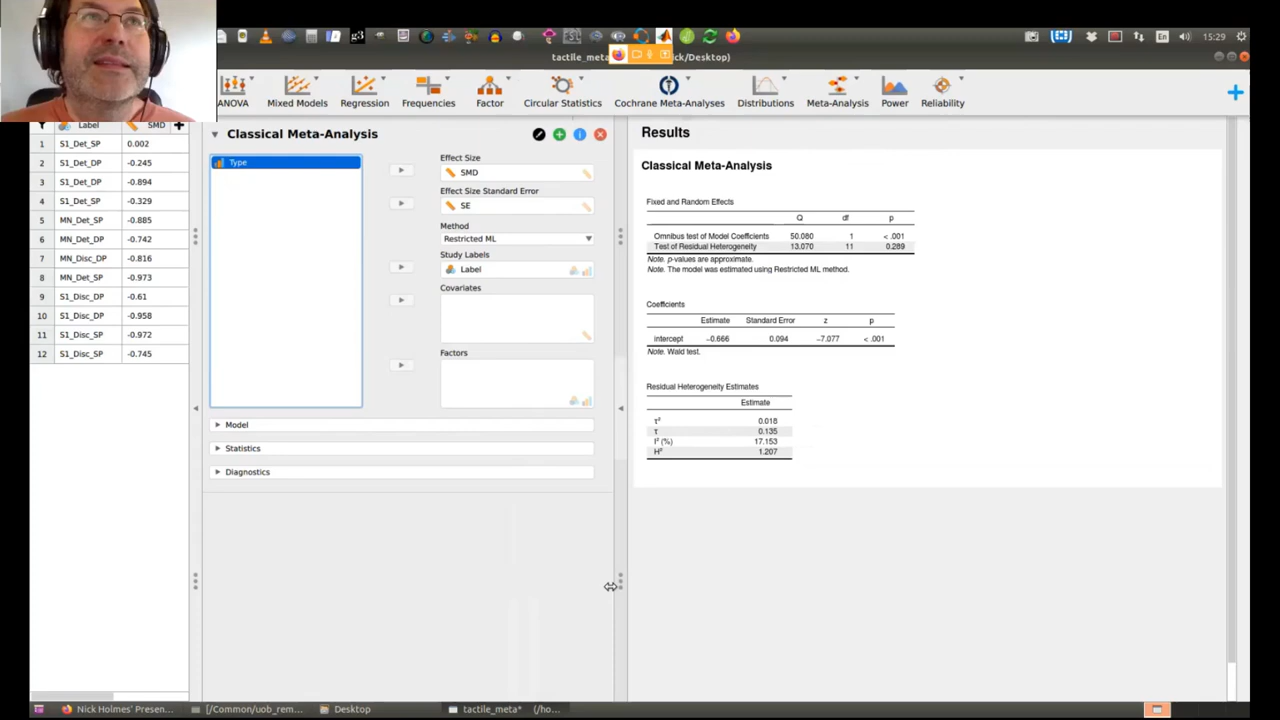 g3
En
15:29
tactile_meta
ck/Desktop)
ANOVA
Mixed Models
Regression
Frequencies
Factor
Circular Statistics
Cochrane Meta-Analyses
Distributions
Meta-Analysis
Power
Reliability
Label SMD
1 S1_Det_SP 0.002
2 S1_Det_DP -0.245
3 S1_Det_DP -0.894
4 S1_Det_SP -0.329
5 MN_Det_SP -0.885
6 MN_Det_DP -0.742
7 MN_Disc_DP -0.816
8 MN_Det_SP -0.973
9 S1_Disc_DP -0.61
10 S1_Disc_DP -0.958
11 S1_Disc_SP -0.972
12 S1_Disc_SP -0.745
Classical Meta-Analysis
Type
Effect Size
SMD
Effect Size Standard Error
SE
Method
Restricted ML
Study Labels
Label
Covariates
Factors
Model
Statistics
Diagnostics
Results
Classical Meta-Analysis
Fixed and Random Effects
Q df p
Omnibus test of Model Coefficients 50.080 1 < .001
Test of Residual Heterogeneity 13.070 11 0.289
Note. p-values are approximate.
Note. The model was estimated using Restricted ML method.
Coefficients
Estimate Standard Error z p
intercept −0.666 0.094 −7.077 < .001
Note. Wald test.
Residual Heterogeneity Estimates
Estimate
τ² 0.018
τ 0.135
I² (%) 17.153
H² 1.207
Nick Holmes' Presen...
[/Common/uob_rem...
Desktop
tactile_meta* (/ho...